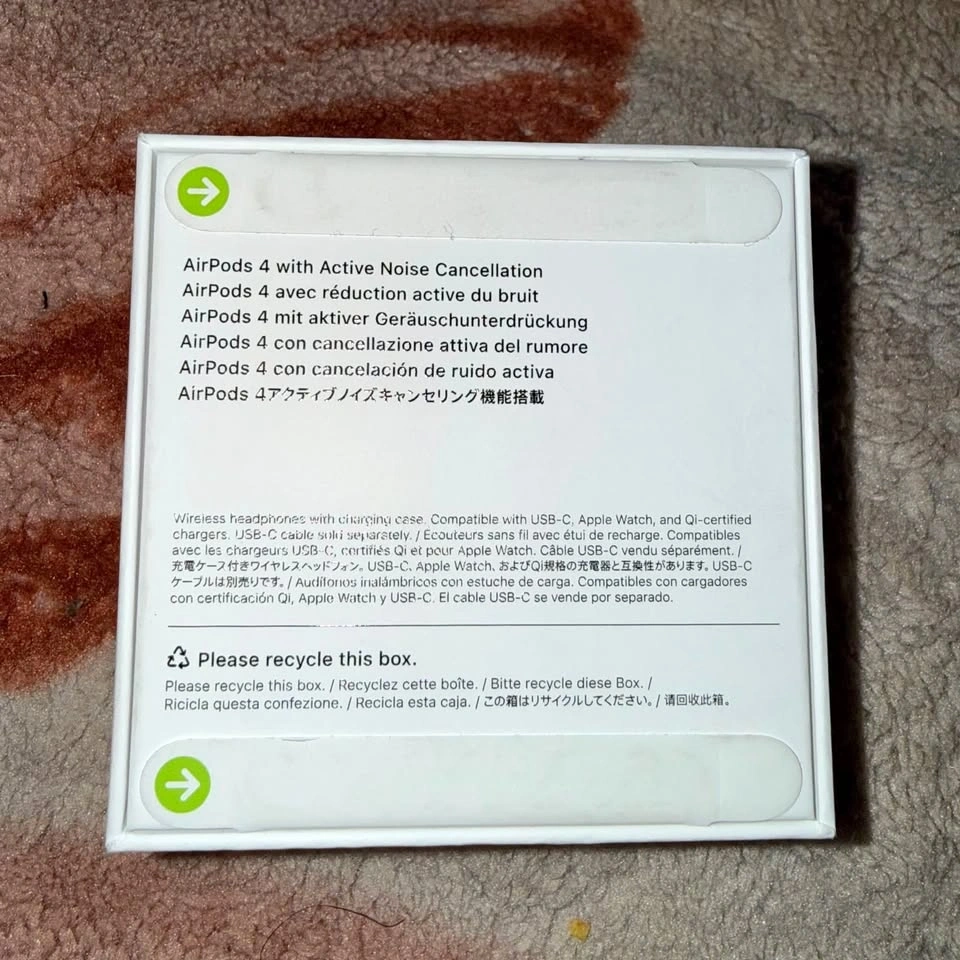 AirPods 4 with Active Noise Cancellation
AirPods 4 avec réduction active du bruit
AirPods 4 mit aktiver Geräuschunterdrückung
AirPods 4 con cancellazione attiva del rumore
AirPods 4 con cancelación de ruido activa
AirPods 4アクティブノイズキャンセリング機能搭載
Wireless headphones with charging case. Compatible with USB-C, Apple Watch, and Qi-certified
chargers. USB-C cable sold separately. / Écouteurs sans fil avec étui de recharge. Compatibles
avec les chargeurs USB-C, certifiés Qi et pour Apple Watch. Câble USB-C vendu séparément. /
充電ケース付きワイヤレスヘッドフォン。USB-C、Apple Watch、およびQi規格の充電器と互換性があります。USB-C
ケーブルは別売りです。/ Audífonos inalámbricos con estuche de carga. Compatibles con cargadores
con certificación Qi, Apple Watch y USB-C. El cable USB-C se vende por separado.
Please recycle this box.
Please recycle this box. / Recyclez cette boîte. / Bitte recycle diese Box. /
Ricicla questa confezione. / Recicla esta caja. / この箱はリサイクルしてください。/ 请回收此箱。